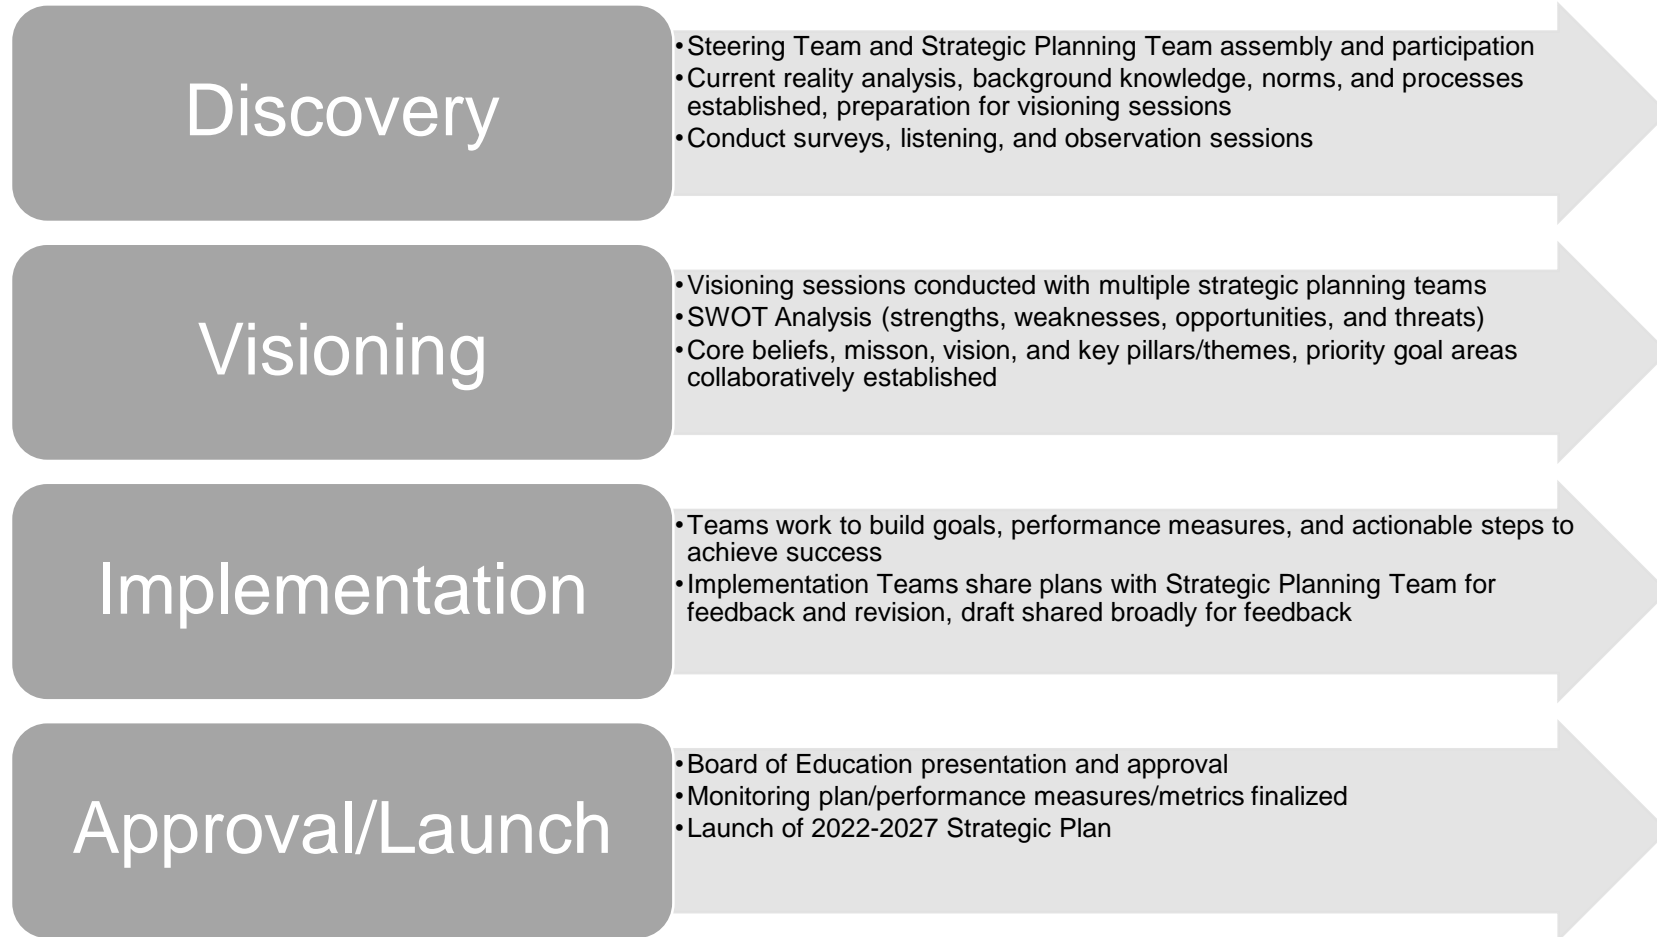 Discovery
•Steering Team and Strategic Planning Team assembly and participation
•Current reality analysis, background knowledge, norms, and processes
established, preparation for visioning sessions
•Conduct surveys, listening, and observation sessions
Visioning
•Visioning sessions conducted with multiple strategic planning teams
•SWOT Analysis (strengths, weaknesses, opportunities, and threats)
•Core beliefs, misson, vision, and key pillars/themes, priority goal areas
collaboratively established
Implementation
•Teams work to build goals, performance measures, and actionable steps to
achieve success
•Implementation Teams share plans with Strategic Planning Team for
feedback and revision, draft shared broadly for feedback
Approval/Launch
•Board of Education presentation and approval
•Monitoring plan/performance measures/metrics finalized
•Launch of 2022-2027 Strategic Plan